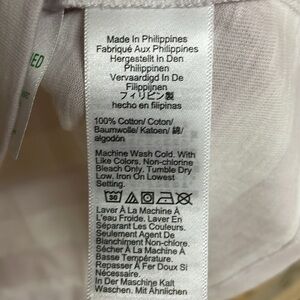 ED
Made In Philippines
Fabriqué Aux Philippines
Hergestellt In Den
Philippinen
Vervaardigd In De
Filippijnen
フィリピン製
hecho en filipinas
100% Cotton/ Coton/
Baumwolle/ Katoen/ 綿/
algodón
Machine Wash Cold. With
Like Colors. Non-chlorine
Bleach Only. Tumble Dry
Low. Iron On Lowest
Setting.
Laver À La Machine À
L'eau Froide. Laver En
Séparant Les Couleurs.
Seulement Agent De
Blanchiment Non-chlore.
Sécher À La Machine À
Basse Température.
Repasser À Fer Doux Si
Nécessaire.
In Der Maschine Kalt
Waschen. Mit Ähnlichen